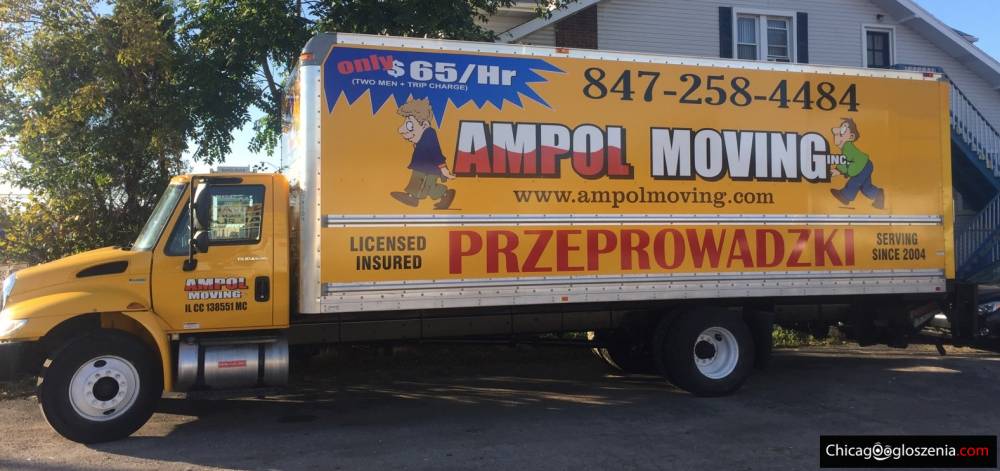 only $65/Hr
(TWO MEN + TRIP CHARGE)
847-258-4484
AMPOL MOVING INC.
www.ampolmoving.com
LICENSED
INSURED
PRZEPROWADZKI
SERVING
SINCE 2004
AMPOL
MOVING
IL CC 138551 MC
ChicagoOgloszenia.com